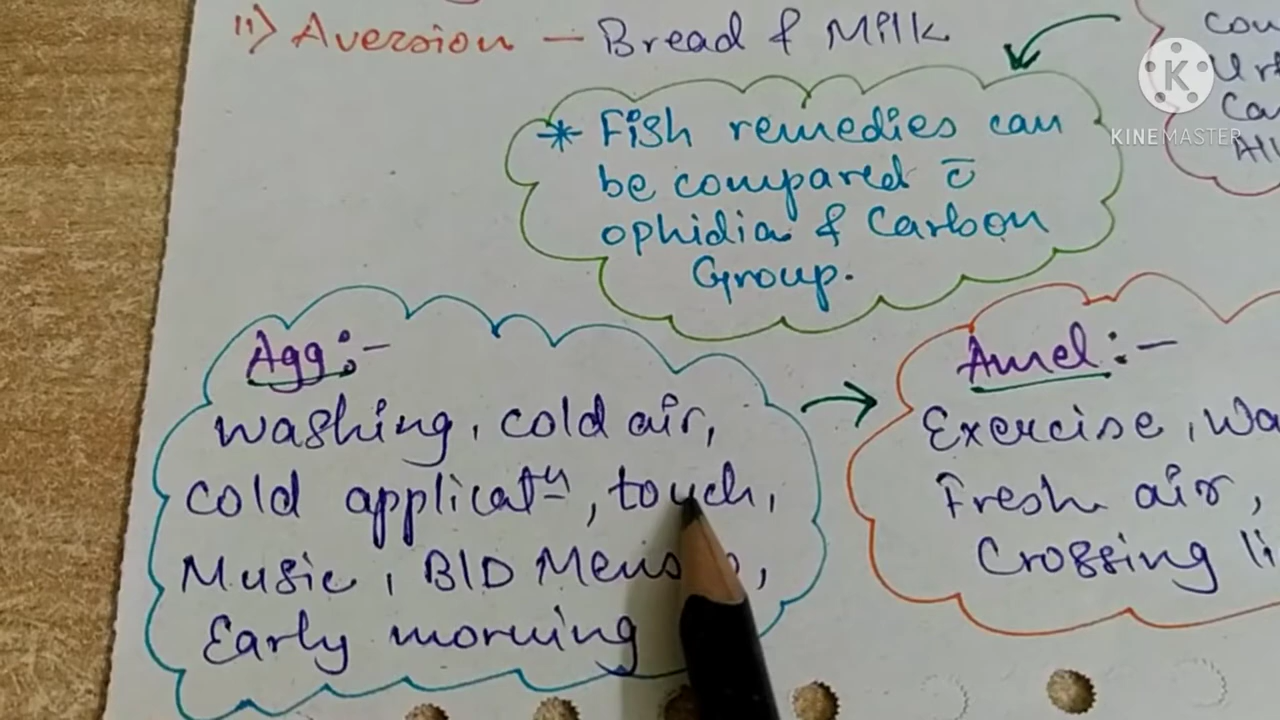 11) Aversion - Bread & Milk
* Fish remedies can
be compared c̄
ophidia & Carbon
Group.
Agg:-
washing, cold air,
cold applicatn, touch,
Music, B/D
Early morning
Amel:-
Exercise,
Fresh air,
Crossing
K
KINEMASTER